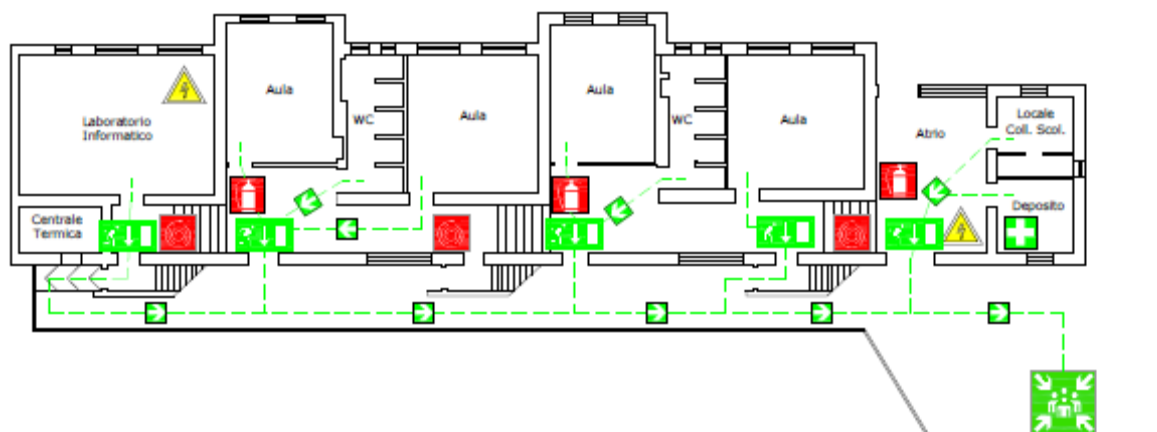 Aula
Aula
Laboratorio
Informatico
WC
Aula
WC
Aula
Atrio
Locale
Coll. Scol.
Centrale
Termica
Deposito